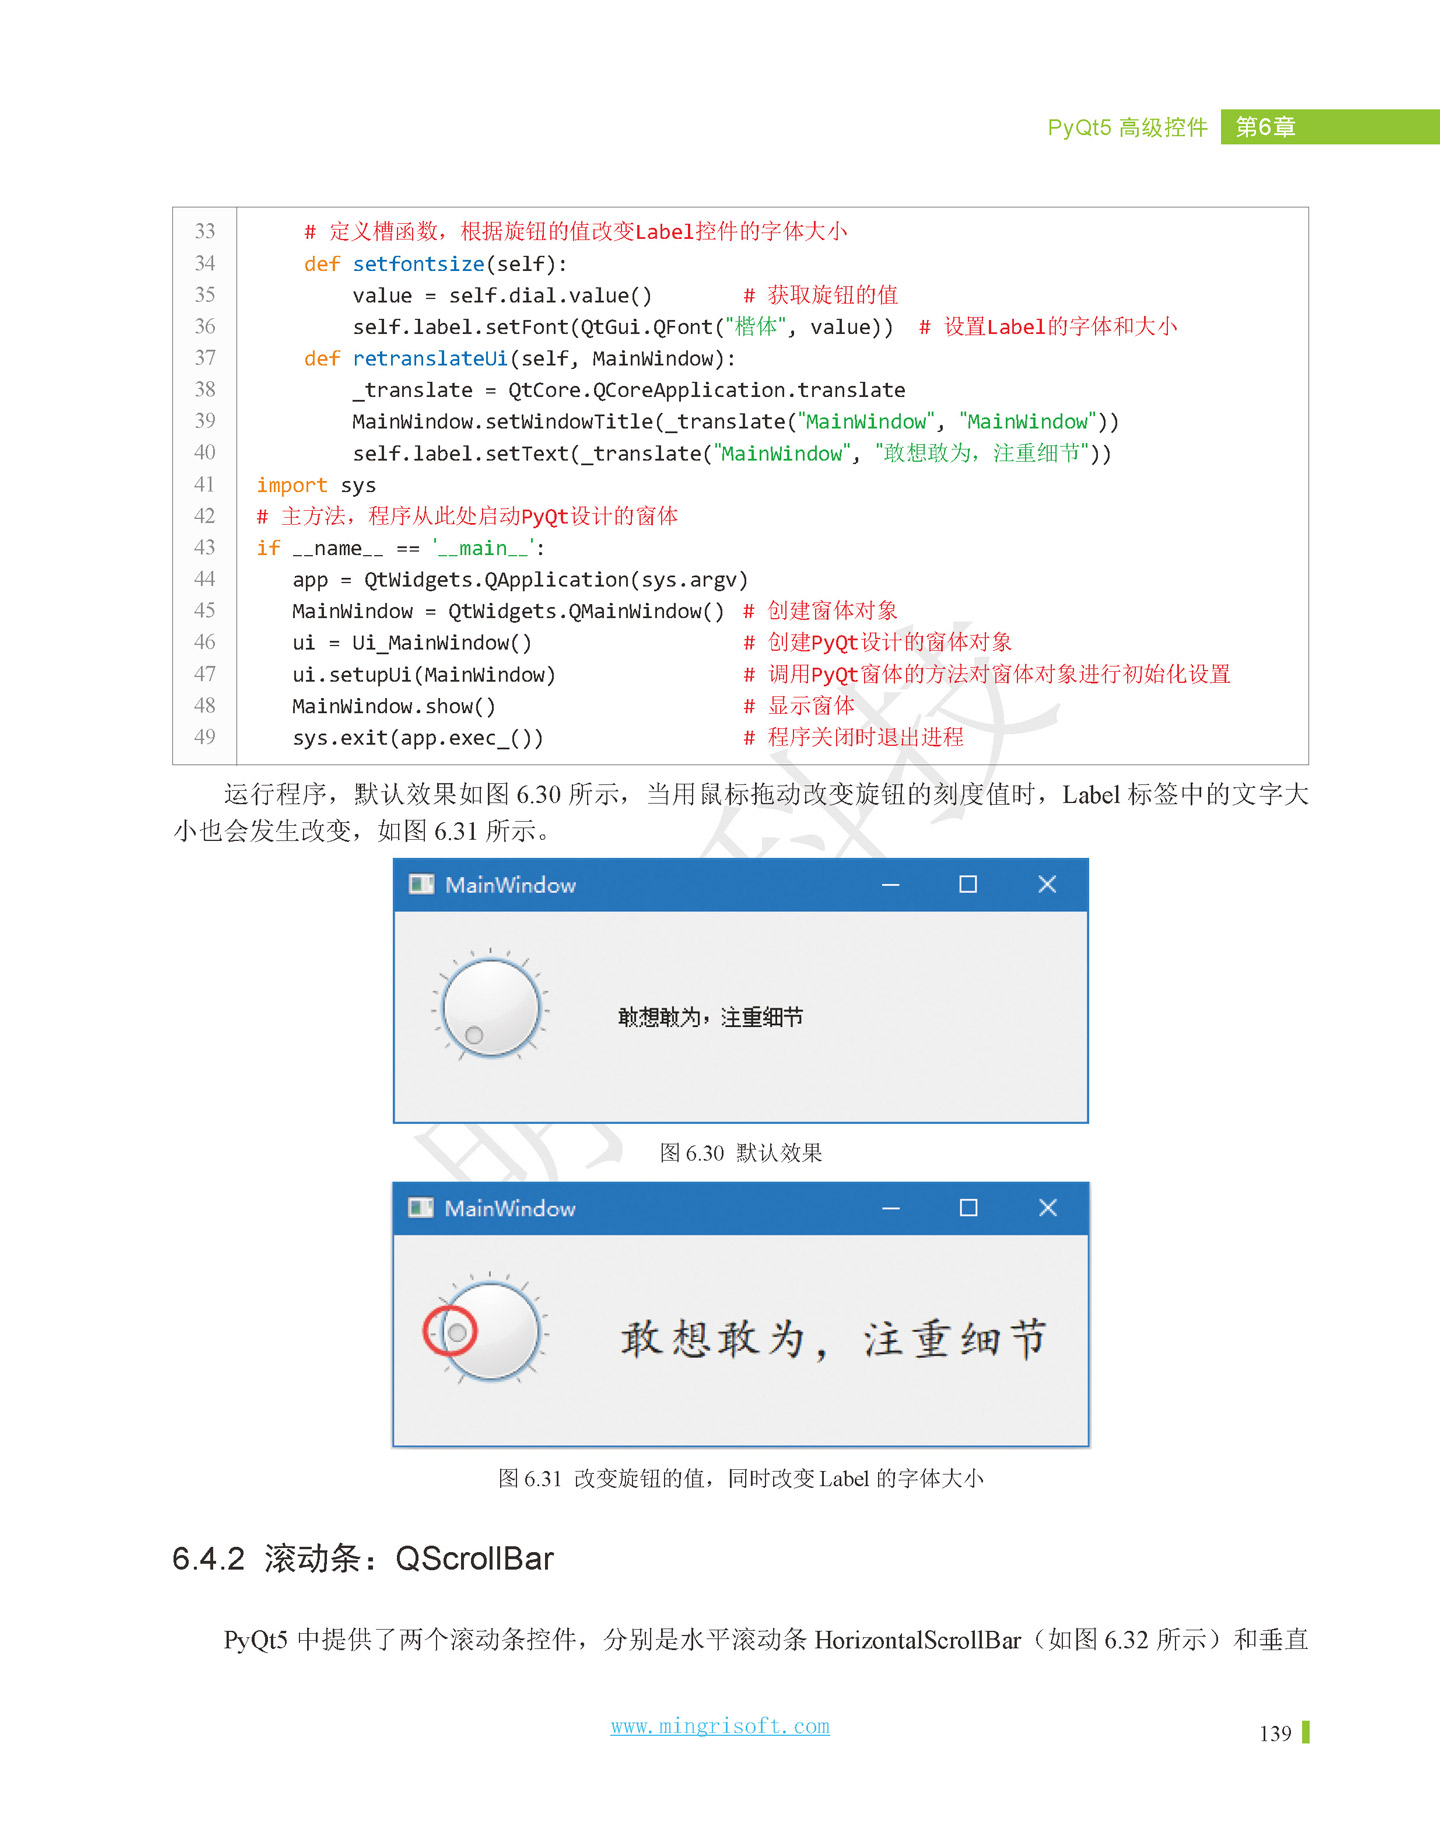 PyQt5 高级控件 第6章
33 # 定义槽函数，根据旋钮的值改变Label控件的字体大小
34 def setfontsize(self):
35 value = self.dial.value() # 获取旋钮的值
36 self.label.setFont(QtGui.QFont("楷体", value)) # 设置Label的字体和大小
37 def retranslateUi(self, MainWindow):
38 _translate = QtCore.QCoreApplication.translate
39 MainWindow.setWindowTitle(_translate("MainWindow", "MainWindow"))
40 self.label.setText(_translate("MainWindow", "敢想敢为，注重细节"))
41 import sys
42 # 主方法，程序从此处启动PyQt设计的窗体
43 if __name__ == '__main__':
44 app = QtWidgets.QApplication(sys.argv)
45 MainWindow = QtWidgets.QMainWindow() # 创建窗体对象
46 ui = Ui_MainWindow() # 创建PyQt设计的窗体对象
47 ui.setupUi(MainWindow) # 调用PyQt窗体的方法对窗体对象进行初始化设置
48 MainWindow.show() # 显示窗体
49 sys.exit(app.exec_()) # 程序关闭时退出进程
运行程序，默认效果如图 6.30 所示，当用鼠标拖动改变旋钮的刻度值时，Label 标签中的文字大
小也会发生改变，如图 6.31 所示。
MainWindow
敢想敢为，注重细节
图 6.30 默认效果
MainWindow
敢想敢为，注重细节
图 6.31 改变旋钮的值，同时改变 Label 的字体大小
6.4.2 滚动条：QScrollBar
PyQt5 中提供了两个滚动条控件，分别是水平滚动条 HorizontalScrollBar（如图 6.32 所示）和垂直
www.mingrisoft.com
139